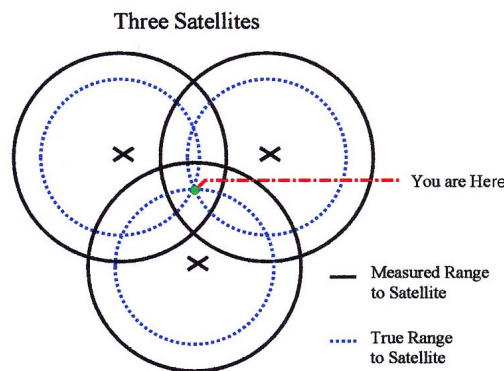 Three Satellites
You are Here
Measured Range
to Satellite
True Range
to Satellite